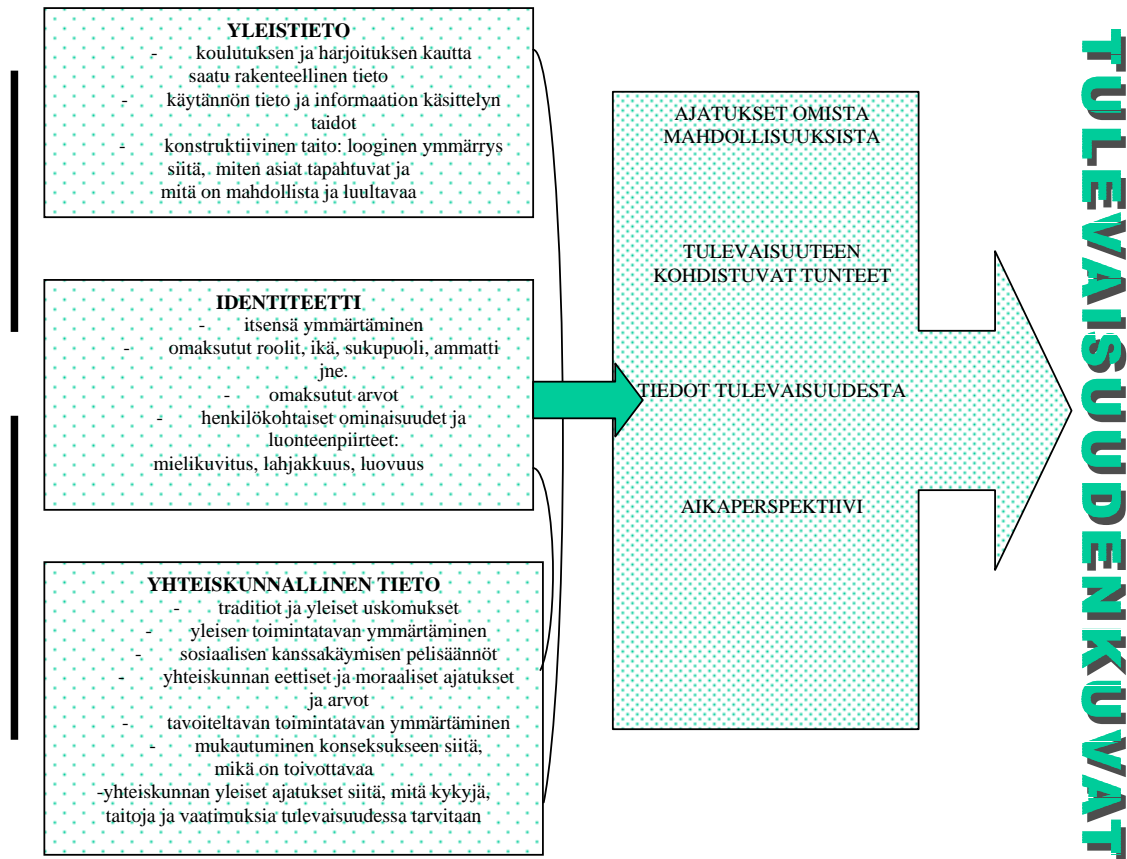 YLEISTIETO
- koulutuksen ja harjoituksen kautta
saatu rakenteellinen tieto
- käytännön tieto ja informaation käsittelyn
taidot
- konstruktiivinen taito: looginen ymmärrys
siitä, miten asiat tapahtuvat ja
mitä on mahdollista ja luultavaa
IDENTITEETTI
- itsensä ymmärtäminen
- omaksutut roolit, ikä, sukupuoli, ammatti
jne.
- omaksutut arvot
- henkilökohtaiset ominaisuudet ja
luonteenpiirteet:
mielikuvitus, lahjakkuus, luovuus
YHTEISKUNNALLINEN TIETO
- traditiot ja yleiset uskomukset
- yleisen toimintatavan ymmärtäminen
- sosiaalisen kanssakäymisen pelisäännöt
- yhteiskunnan eettiset ja moraaliset ajatukset
ja arvot
- tavoiteltavan toimintatavan ymmärtäminen
- mukautuminen konseksukseen siitä,
mikä on toivottavaa
-yhteiskunnan yleiset ajatukset siitä, mitä kykyjä,
taitoja ja vaatimuksia tulevaisuudessa tarvitaan
AJATUKSET OMISTA
MAHDOLLISUUKSISTA
TULEVAISUUTEEN
KOHDISTUVAT TUNTEET
TIEDOT TULEVAISUUDESTA
AIKAPERSPEKTIIVI
TULEVAISUUDENKUVAT